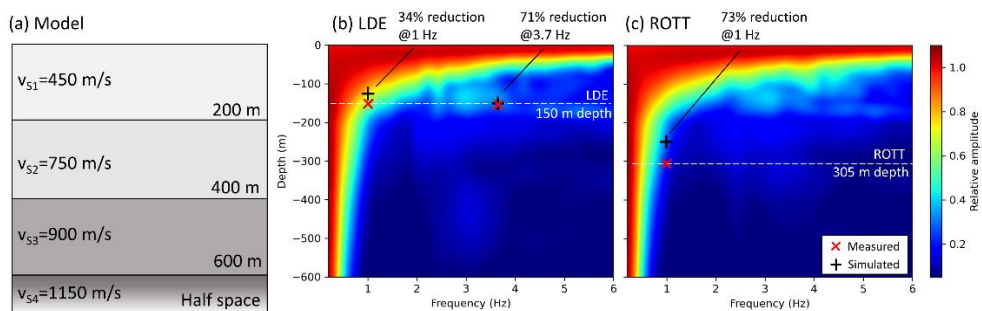 (a) Model
vS1=450 m/s
200 m
vS2=750 m/s
400 m
vS3=900 m/s
600 m
vS4=1150 m/s
Half space
(b) LDE
34% reduction
@1 Hz
71% reduction
@3.7 Hz
LDE
150 m depth
Depth (m)
0
−100
−200
−300
−400
−500
−600
1 2 3 4 5 6
Frequency (Hz)
(c) ROTT
73% reduction
@1 Hz
ROTT
305 m depth
Measured
Simulated
1 2 3 4 5 6
Frequency (Hz)
1.0
0.8
0.6
0.4
0.2
Relative amplitude